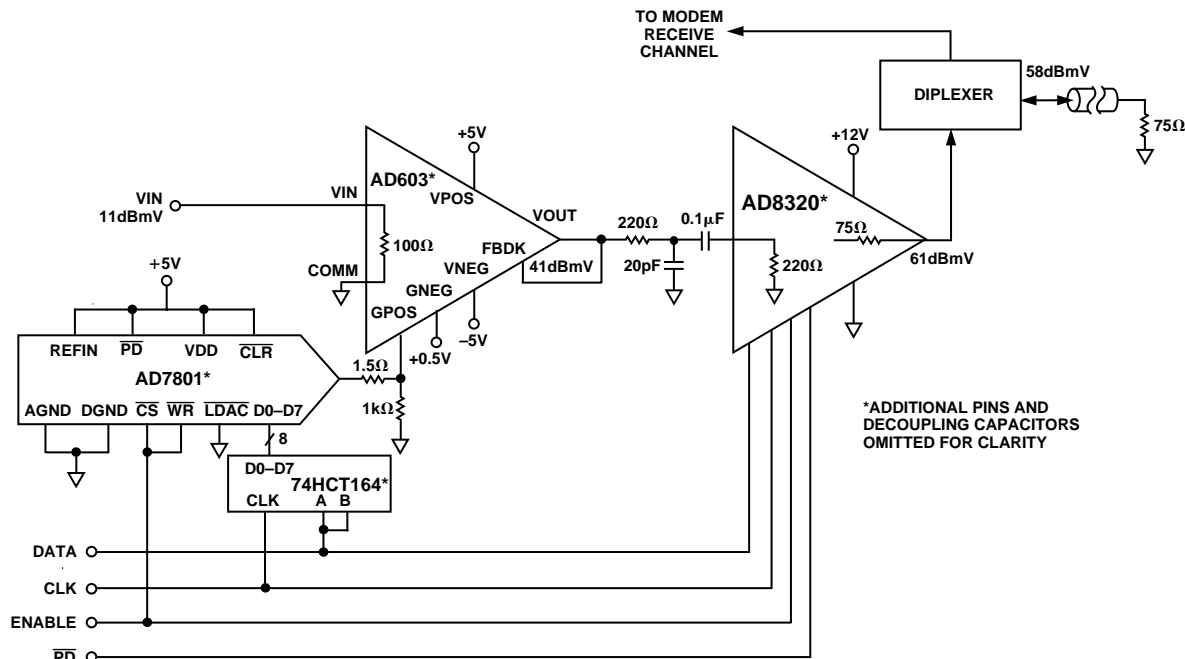 TO MODEM
RECEIVE
CHANNEL
58dBmV
DIPLEXER
75Ω
+5V
+12V
AD603*
VPOS
VIN
11dBmV
VIN
VOUT
220Ω
0.1µF
AD8320*
75Ω
100Ω
FBDK
41dBmV
20pF
220Ω
61dBmV
COMM
VNEG
GNEG
GPOS
+5V
–5V
+0.5V
REFIN
PD
VDD
CLR
AD7801*
1.5Ω
1kΩ
AGND
DGND
CS
WR
LDAC
D0–D7
8
*ADDITIONAL PINS AND
DECOUPLING CAPACITORS
OMITTED FOR CLARITY
D0–D7
74HCT164*
CLK
A
B
DATA
CLK
ENABLE
PD